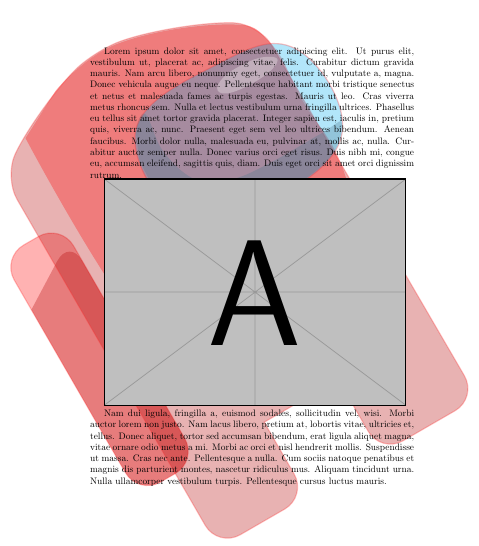 Lorem ipsum dolor sit amet, consectetuer adipiscing elit. Ut purus elit,
vestibulum ut, placerat ac, adipiscing vitae, felis. Curabitur dictum gravida
mauris. Nam arcu libero, nonummy eget, consectetuer id, vulputate a, magna.
Donec vehicula augue eu neque. Pellentesque habitant morbi tristique senectus
et netus et malesuada fames ac turpis egestas. Mauris ut leo. Cras viverra
metus rhoncus sem. Nulla et lectus vestibulum urna fringilla ultrices. Phasellus
eu tellus sit amet tortor gravida placerat. Integer sapien est, iaculis in, pretium
quis, viverra ac, nunc. Praesent eget sem vel leo ultrices bibendum. Aenean
faucibus. Morbi dolor nulla, malesuada eu, pulvinar at, mollis ac, nulla. Cur-
abitur auctor semper nulla. Donec varius orci eget risus. Duis nibh mi, congue
eu, accumsan eleifend, sagittis quis, diam. Duis eget orci sit amet orci dignissim
rutrum.
A
Nam dui ligula, fringilla a, euismod sodales, sollicitudin vel, wisi. Morbi
auctor lorem non justo. Nam lacus libero, pretium at, lobortis vitae, ultricies et,
tellus. Donec aliquet, tortor sed accumsan bibendum, erat ligula aliquet magna,
vitae ornare odio metus a mi. Morbi ac orci et nisl hendrerit mollis. Suspendisse
ut massa. Cras nec ante. Pellentesque a nulla. Cum sociis natoque penatibus et
magnis dis parturient montes, nascetur ridiculus mus. Aliquam tincidunt urna.
Nulla ullamcorper vestibulum turpis. Pellentesque cursus luctus mauris.